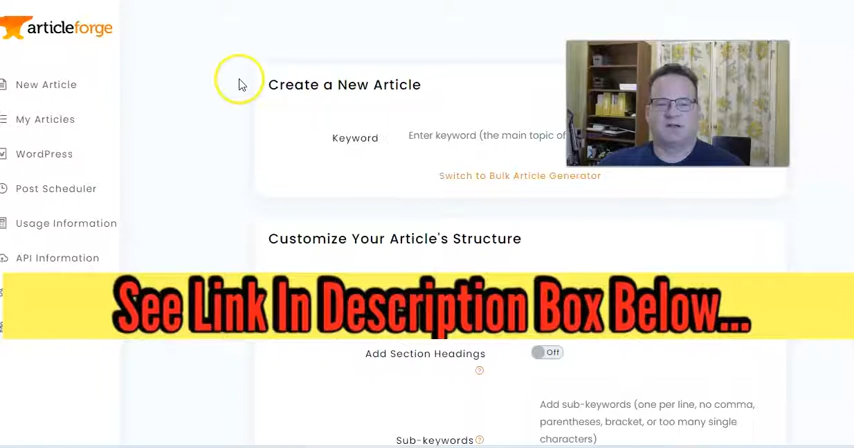 articleforge
New Article
My Articles
WordPress
Post Scheduler
Usage Information
API Information
Create a New Article
Keyword
Enter keyword (the main topic of
Switch to Bulk Article Generator
Customize Your Article's Structure
See Link In Description Box Below...
Add Section Headings
Off
?
Add sub-keywords (one per line, no comma,
parentheses, bracket, or too many single
characters)
Sub-keywords ?